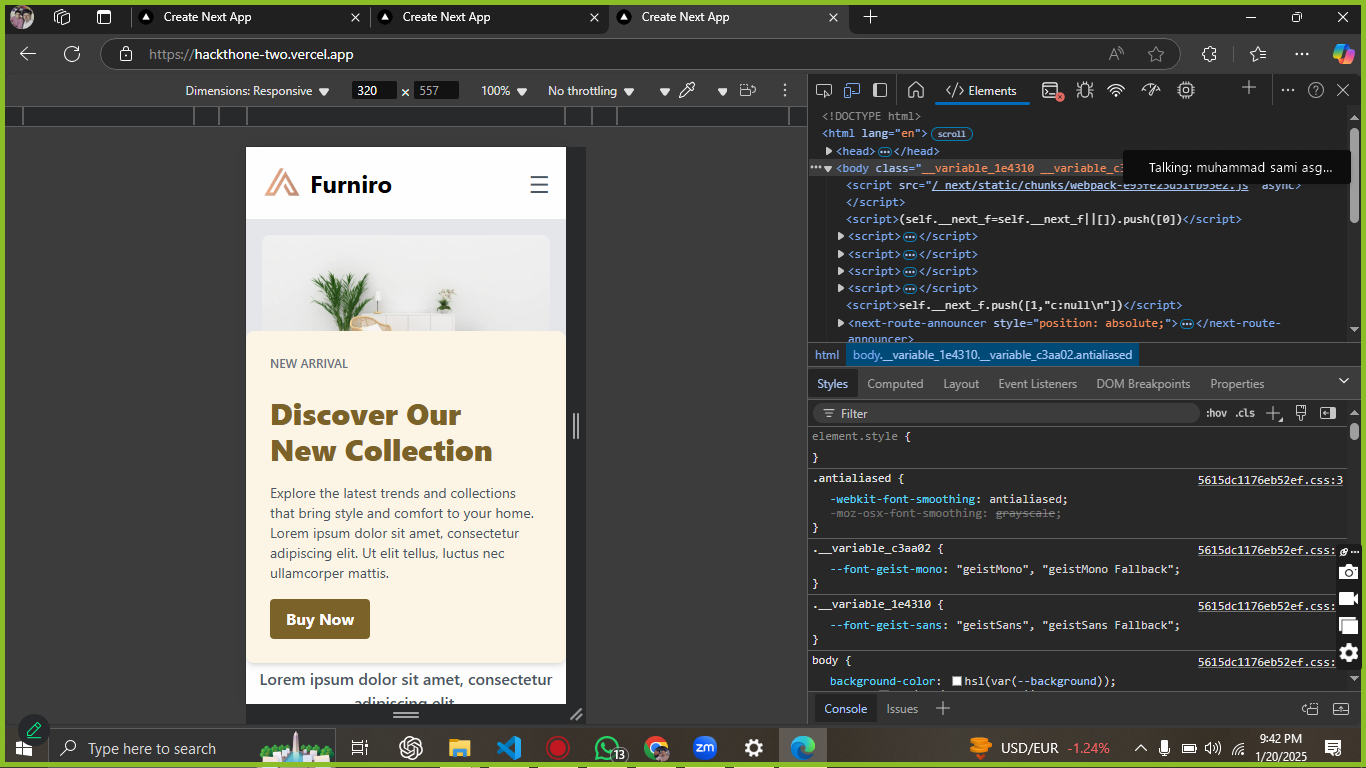 Create Next App
Create Next App
Create Next App
https://hackthone-two.vercel.app
Dimensions: Responsive
320 × 557
100%
No throttling
Elements
<!DOCTYPE html>
<html lang="en"> scroll
<head> ••• </head>
<body class="__variable_1e4310 __variable_c3
Talking: muhammad sami asg...
<script src="/_next/static/chunks/webpack-e95fe25d51fb93e2.js" async>
</script>
<script>(self.__next_f=self.__next_f||[]).push([0])</script>
<script> ••• </script>
<script> ••• </script>
<script> ••• </script>
<script> ••• </script>
<script>self.__next_f.push([1,"c:null\n"])</script>
<next-route-announcer style="position: absolute;"> ••• </next-route-
announcer>
html body.__variable_1e4310.__variable_c3aa02.antialiased
Styles Computed Layout Event Listeners DOM Breakpoints Properties
Filter
:hov .cls
element.style {
}
.antialiased {
5615dc1176eb52ef.css:3
-webkit-font-smoothing: antialiased;
-moz-osx-font-smoothing: grayscale;
}
.__variable_c3aa02 {
5615dc1176eb52ef.css:
--font-geist-mono: "geistMono", "geistMono Fallback";
}
.__variable_1e4310 {
5615dc1176eb52ef.css:
--font-geist-sans: "geistSans", "geistSans Fallback";
}
body {
5615dc1176eb52ef.css:
background-color: hsl(var(--background));
Console Issues
Furniro
NEW ARRIVAL
Discover Our
New Collection
Explore the latest trends and collections
that bring style and comfort to your home.
Lorem ipsum dolor sit amet, consectetur
adipiscing elit. Ut elit tellus, luctus nec
ullamcorper mattis.
Buy Now
Lorem ipsum dolor sit amet, consectetur
adipiscing elit
Type here to search
13
zm
USD/EUR -1.24%
9:42 PM
1/20/2025